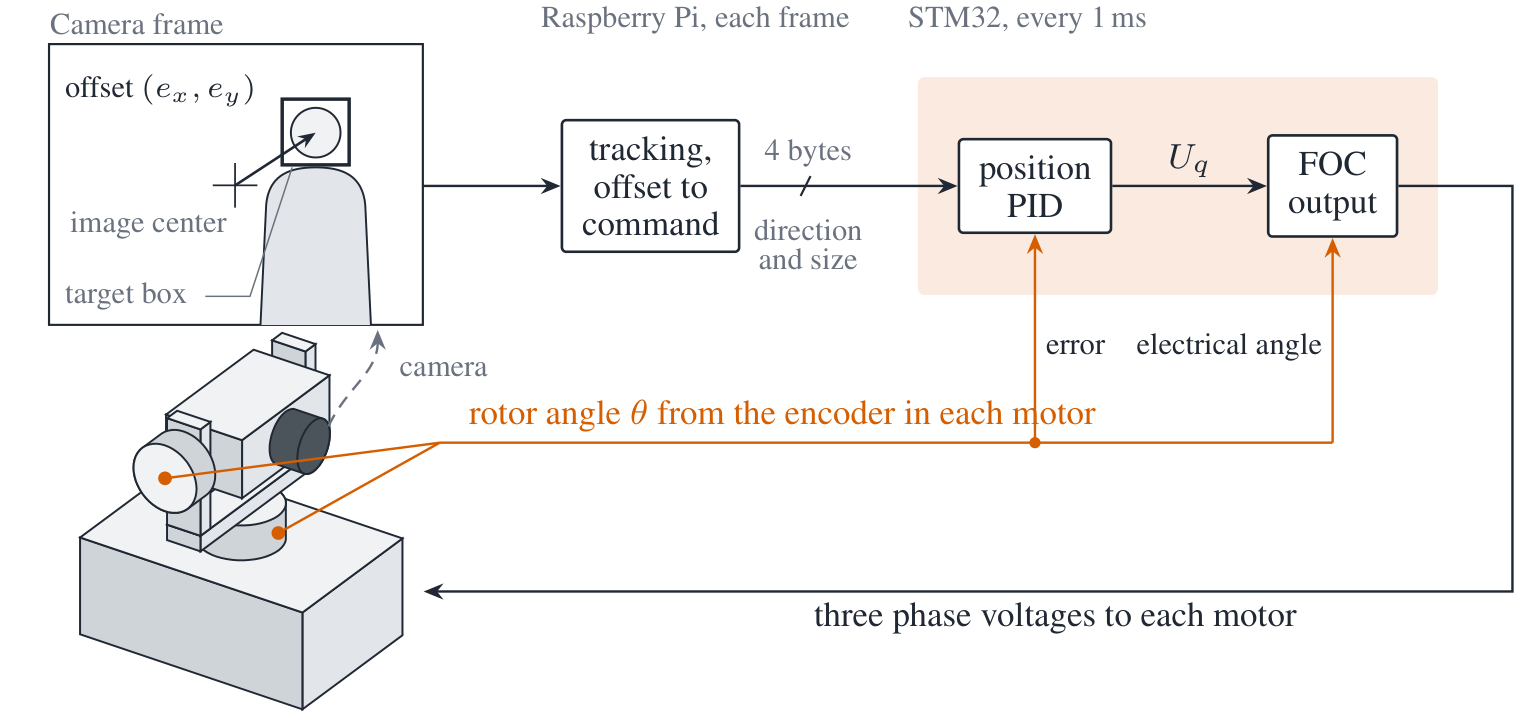 Camera frame
Raspberry Pi, each frame
STM32, every 1 ms
offset (e_x, e_y)
image center
target box
tracking,
offset to
command
4 bytes
direction
and size
position
PID
U_q
FOC
output
error
electrical angle
camera
rotor angle θ from the encoder in each motor
three phase voltages to each motor